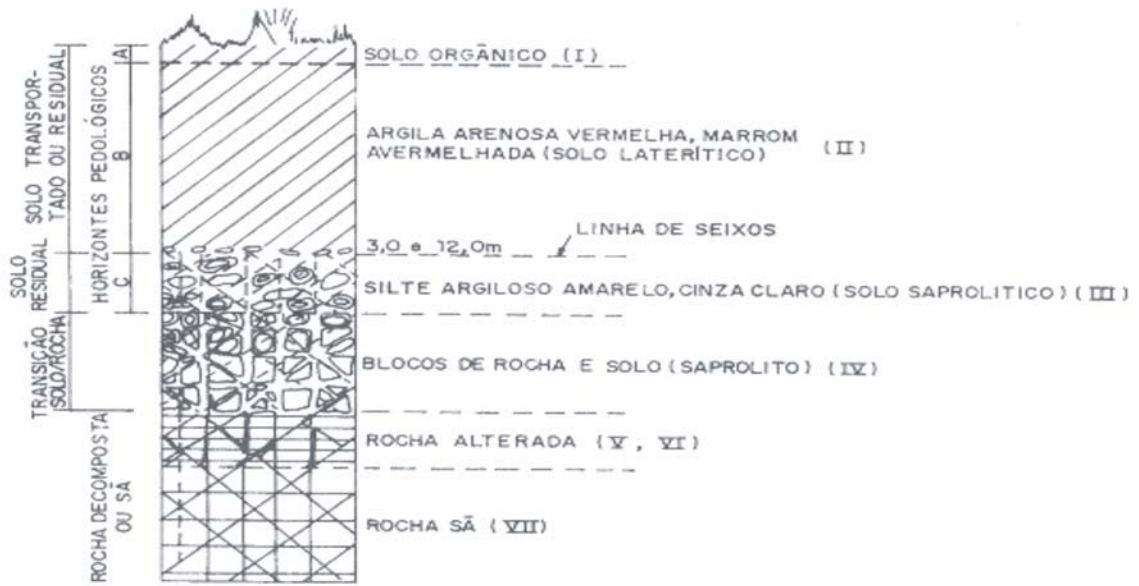 SOLO ORGÂNICO (I)
ARGILA ARENOSA VERMELHA, MARROM
AVERMELHADA (SOLO LATERÍTICO) (II)
LINHA DE SEIXOS
3,0 e 12,0m
SILTE ARGILOSO AMARELO, CINZA CLARO (SOLO SAPROLITICO) (III)
BLOCOS DE ROCHA E SOLO (SAPROLITO) (IV)
ROCHA ALTERADA (V, VI)
ROCHA SÃ (VII)
SOLO TRANSPOR-
TADO OU RESIDUAL
SOLO
RESIDUAL
TRANSIÇÃO
SOLO/ROCHA
ROCHA DECOMPOSTA
OU SÃ
HORIZONTES PEDOLÓGICOS
A
B
C